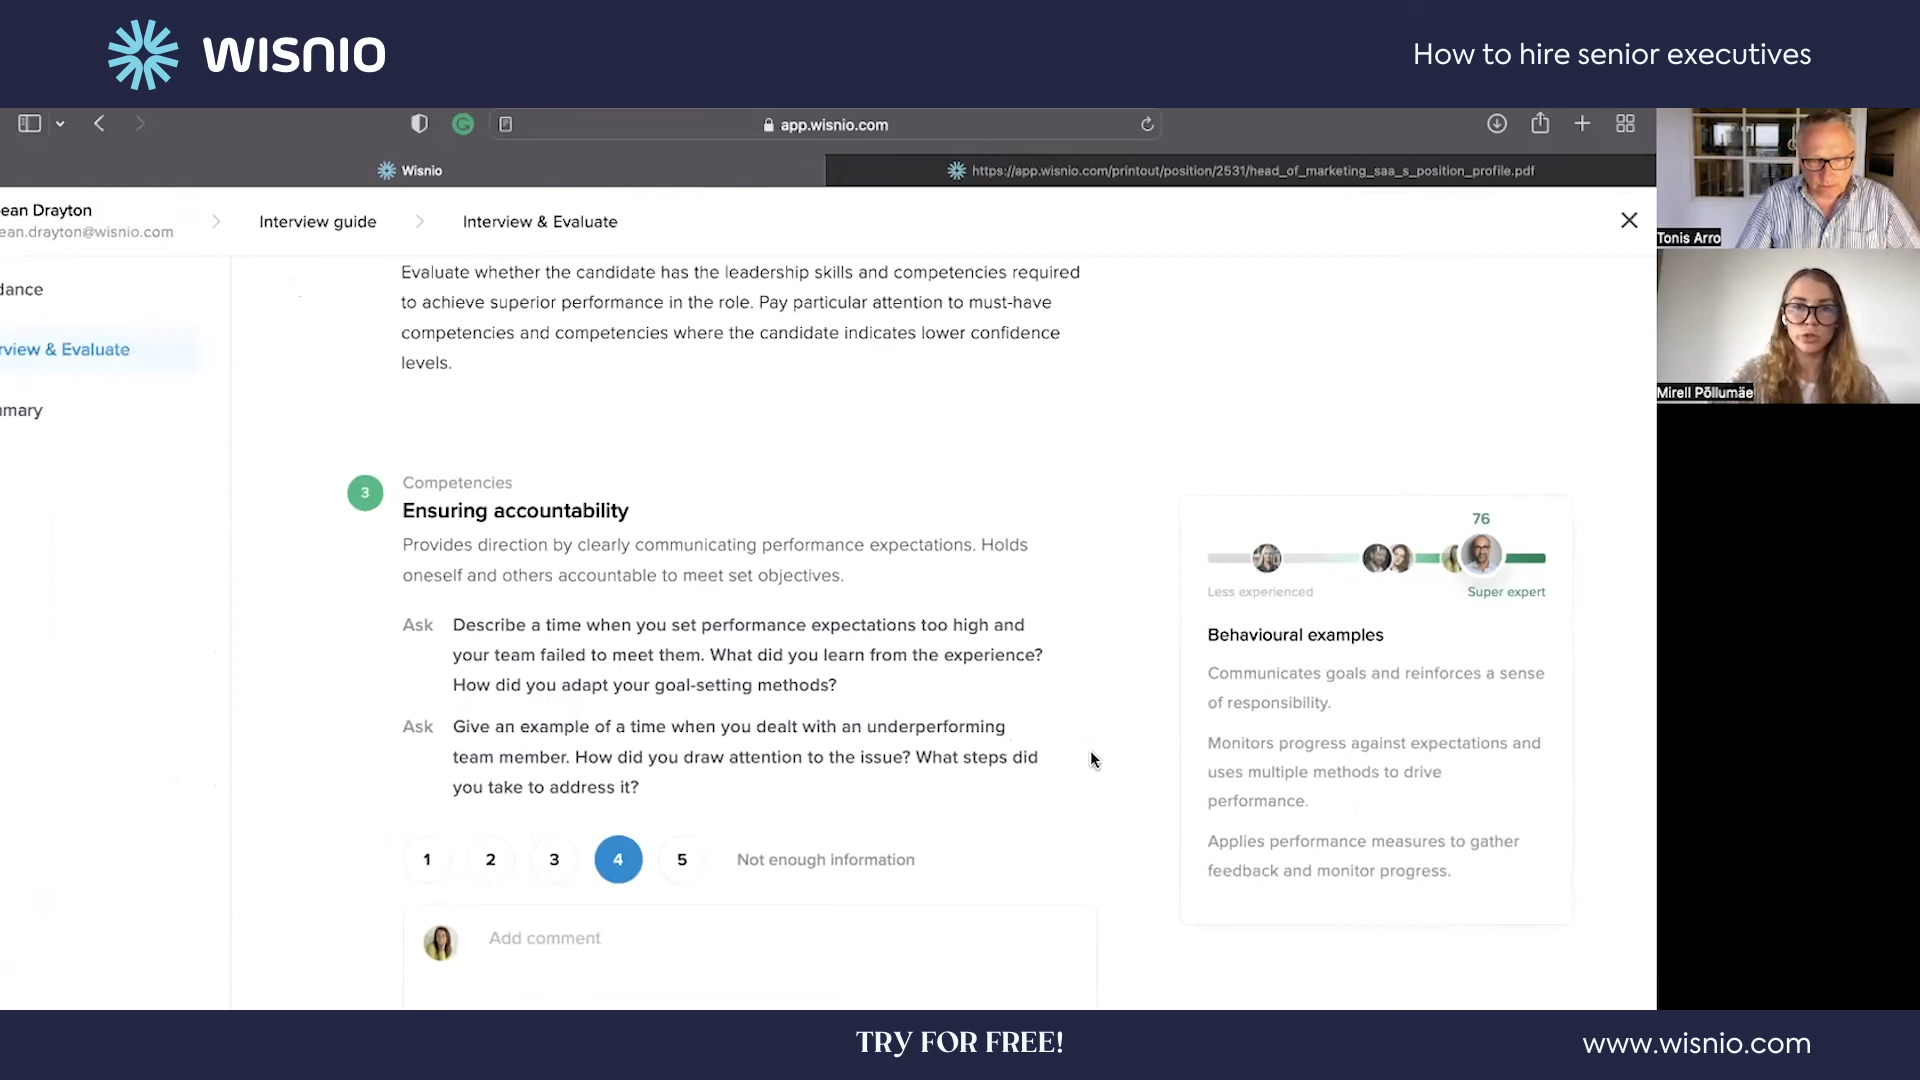 WISNIO
How to hire senior executives
app.wisnio.com
Wisnio
https://app.wisnio.com/printout/position/2531/head_of_marketing_saa_s_position_profile.pdf
ean Drayton
ean.drayton@wisnio.com
Interview guide
Interview & Evaluate
dance
rview & Evaluate
mary
Evaluate whether the candidate has the leadership skills and competencies required
to achieve superior performance in the role. Pay particular attention to must-have
competencies and competencies where the candidate indicates lower confidence
levels.
3
Competencies
Ensuring accountability
Provides direction by clearly communicating performance expectations. Holds
oneself and others accountable to meet set objectives.
Ask Describe a time when you set performance expectations too high and
your team failed to meet them. What did you learn from the experience?
How did you adapt your goal-setting methods?
Ask Give an example of a time when you dealt with an underperforming
team member. How did you draw attention to the issue? What steps did
you take to address it?
1 2 3 4 5 Not enough information
Add comment
76
Less experienced Super expert
Behavioural examples
Communicates goals and reinforces a sense
of responsibility.
Monitors progress against expectations and
uses multiple methods to drive
performance.
Applies performance measures to gather
feedback and monitor progress.
Tonis Arro
Mirell Põllumäe
TRY FOR FREE!
www.wisnio.com